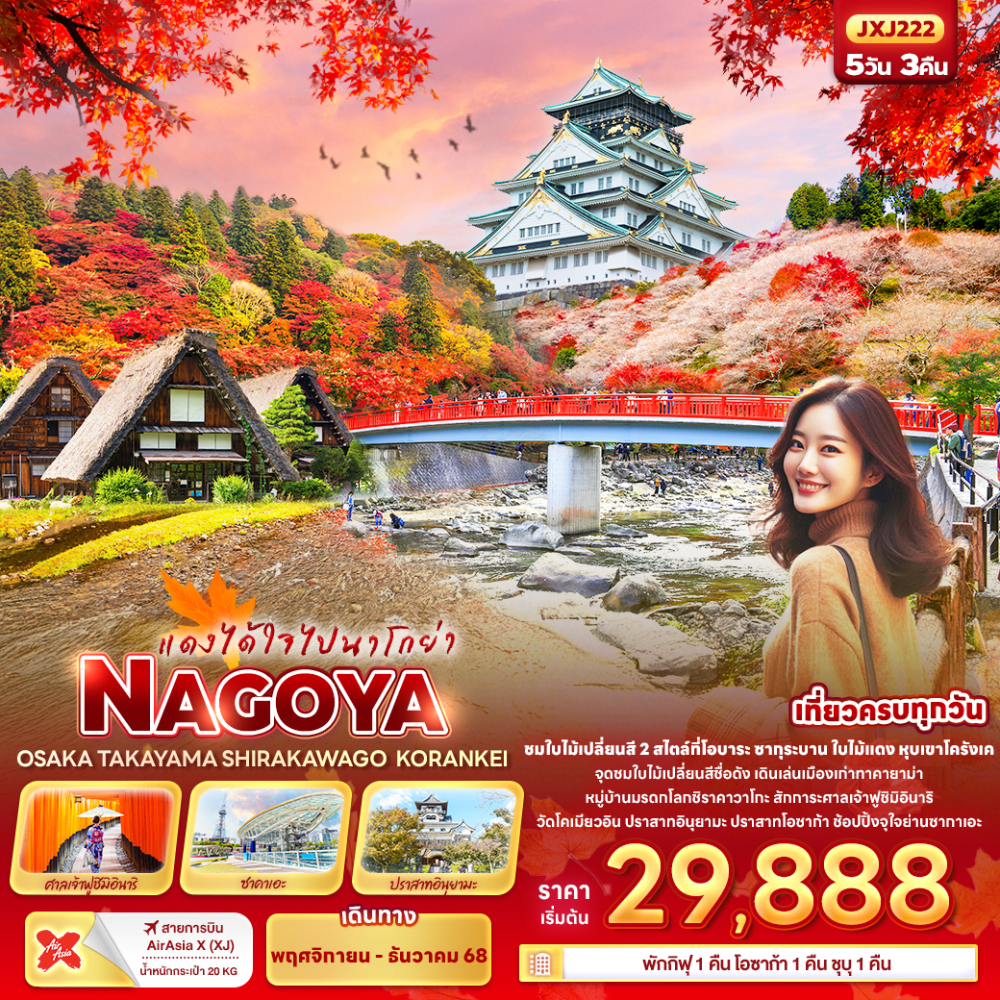 JXJ222
5วัน 3คืน
แดงได้ใจไปนาโกย่า
NAGOYA
OSAKA TAKAYAMA SHIRAKAWAGO KORANKEI
เที่ยวครบทุกวัน
ชมใบไม้เปลี่ยนสี 2 สไตล์ที่โอบาระ ซากุระบาน ใบไม้แดง หุบเขาโครังเค
จุดชมใบไม้เปลี่ยนสีชื่อดัง เดินเล่นเมืองเก่าทาคายาม่า
หมู่บ้านมรดกโลกชิราคาวาโกะ สักการะศาลเจ้าฟูชิมิอินาริ
วัดโคเมียวอิน ปราสาทอินุยามะ ปราสาทโอซาก้า ช้อปปิ้งจุใจย่านซากาเอะ
ศาลเจ้าฟูชิมิอินาริ
ซาคาเอะ
ปราสาทอินุยามะ
ราคา
เริ่มต้น
29,888
Air
Asia
X
สายการบิน
AirAsia X (XJ)
น้ำหนักกระเป๋า 20 KG
เดินทาง
พฤศจิกายน - ธันวาคม 68
พักกิฟุ 1 คืน โอซาก้า 1 คืน ชุบุ 1 คืน